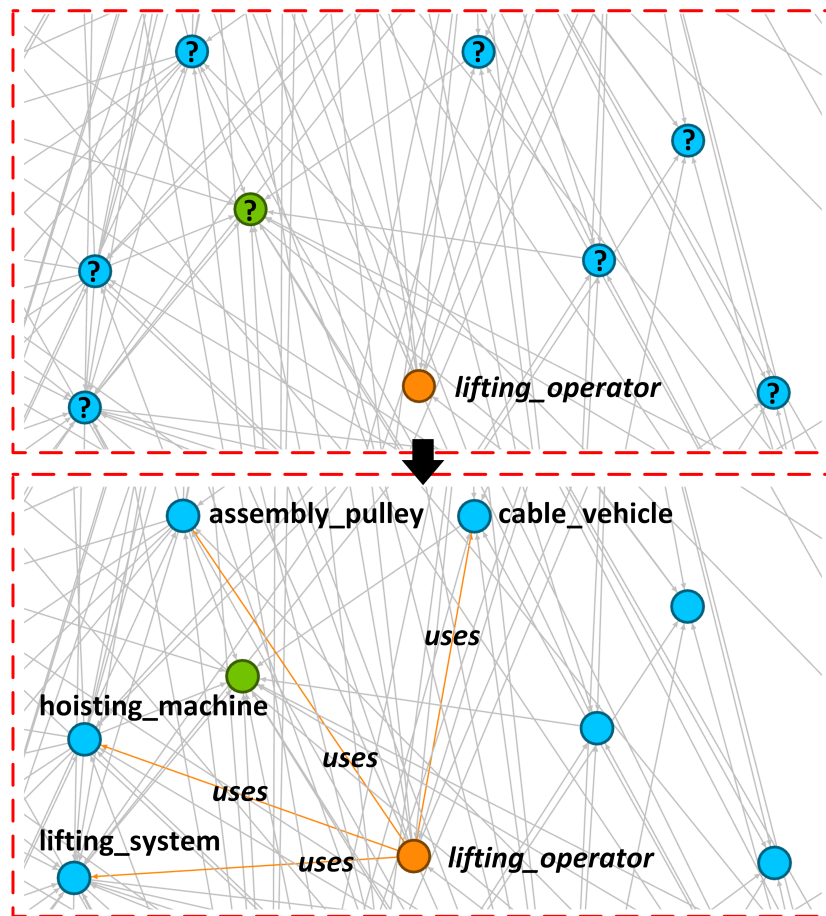 ?
?
?
?
?
?
lifting_operator
?
?
assembly_pulley
cable_vehicle
uses
hoisting_machine
uses
uses
lifting_system
uses
lifting_operator